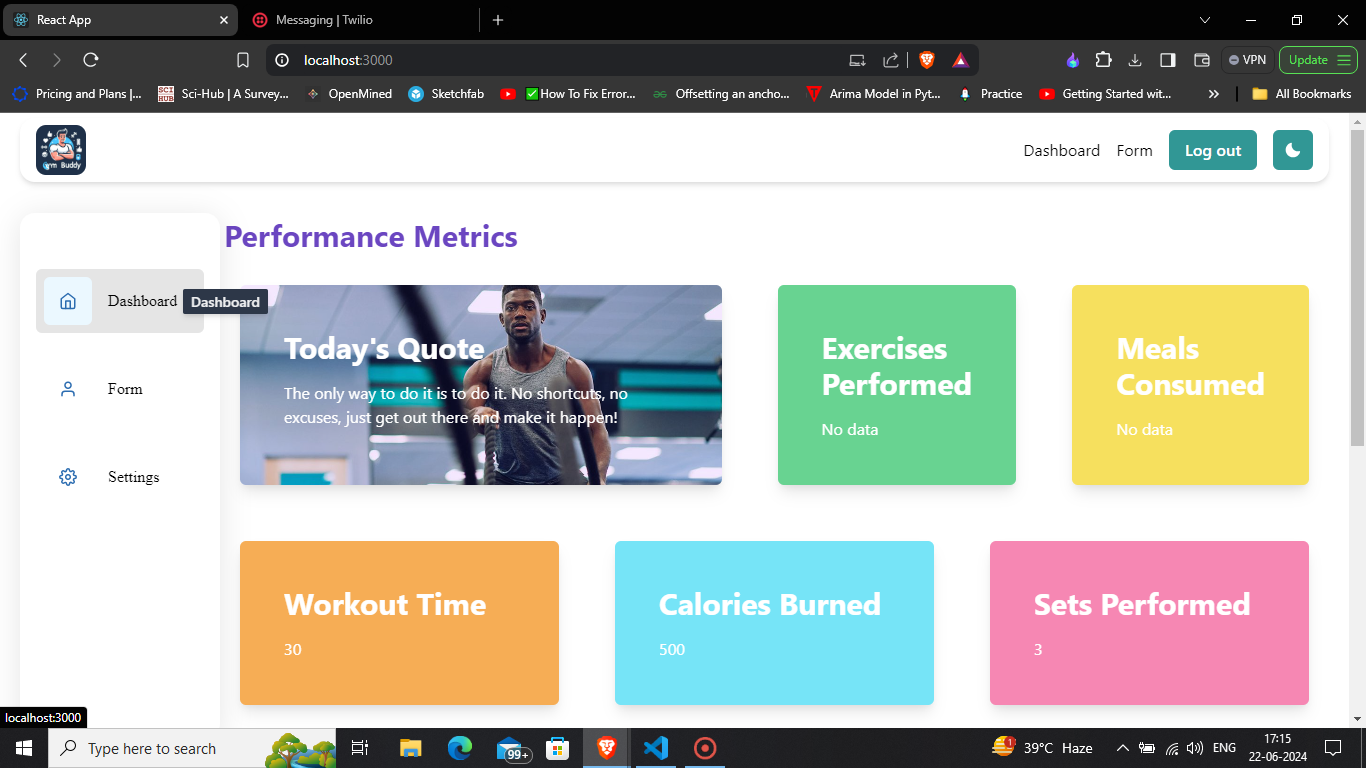 React App
Messaging | Twilio
localhost:3000
VPN
Update
Pricing and Plans |...
SCI HUB
Sci-Hub | A Survey...
OpenMined
Sketchfab
How To Fix Error...
Offsetting an ancho...
Arima Model in Pyt...
Practice
Getting Started wit...
All Bookmarks
Gym Buddy
Dashboard
Form
Log out
Performance Metrics
Dashboard
Dashboard
Form
Settings
Today's Quote
The only way to do it is to do it. No shortcuts, no
excuses, just get out there and make it happen!
Exercises
Performed
No data
Meals
Consumed
No data
Workout Time
30
Calories Burned
500
Sets Performed
3
localhost:3000
Type here to search
99+
1
39°C Haze
ENG
17:15
22-06-2024